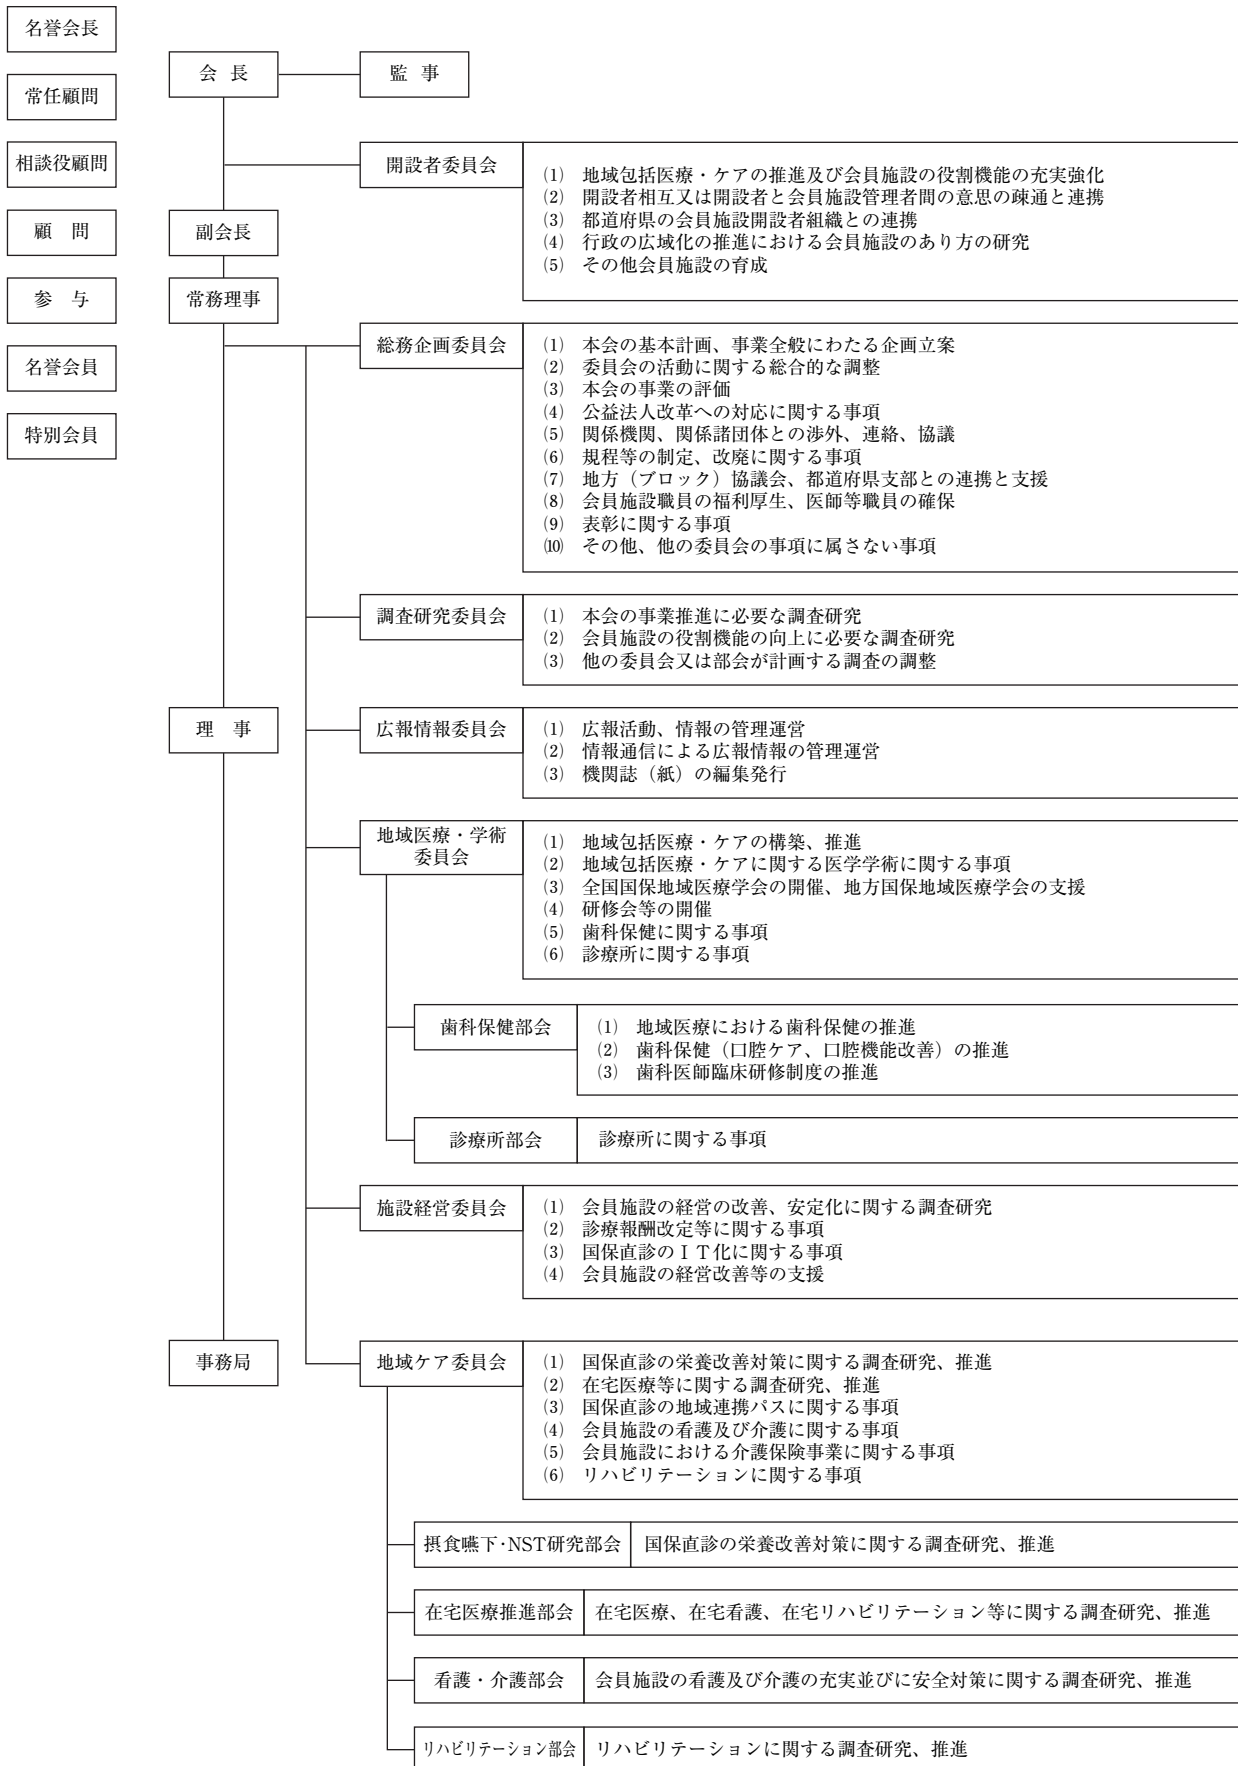 名誉会長
常任顧問
相談役顧問
顧　問
参　与
名誉会員
特別会員
会　長
監　事
副会長
常務理事
理　事
事務局
開設者委員会
⑴　地域包括医療・ケアの推進及び会員施設の役割機能の充実強化
⑵　開設者相互又は開設者と会員施設管理者間の意思の疎通と連携
⑶　都道府県の会員施設開設者組織との連携
⑷　行政の広域化の推進における会員施設のあり方の研究
⑸　その他会員施設の育成
総務企画委員会
⑴　本会の基本計画、事業全般にわたる企画立案
⑵　委員会の活動に関する総合的な調整
⑶　本会の事業の評価
⑷　公益法人改革への対応に関する事項
⑸　関係機関、関係諸団体との渉外、連絡、協議
⑹　規程等の制定、改廃に関する事項
⑺　地方（ブロック）協議会、都道府県支部との連携と支援
⑻　会員施設職員の福利厚生、医師等職員の確保
⑼　表彰に関する事項
⑽　その他、他の委員会の事項に属さない事項
調査研究委員会
⑴　本会の事業推進に必要な調査研究
⑵　会員施設の役割機能の向上に必要な調査研究
⑶　他の委員会又は部会が計画する調査の調整
広報情報委員会
⑴　広報活動、情報の管理運営
⑵　情報通信による広報情報の管理運営
⑶　機関誌（紙）の編集発行
地域医療・学術
委員会
⑴　地域包括医療・ケアの構築、推進
⑵　地域包括医療・ケアに関する医学学術に関する事項
⑶　全国国保地域医療学会の開催、地方国保地域医療学会の支援
⑷　研修会等の開催
⑸　歯科保健に関する事項
⑹　診療所に関する事項
歯科保健部会
⑴　地域医療における歯科保健の推進
⑵　歯科保健（口腔ケア、口腔機能改善）の推進
⑶　歯科医師臨床研修制度の推進
診療所部会
診療所に関する事項
施設経営委員会
⑴　会員施設の経営の改善、安定化に関する調査研究
⑵　診療報酬改定等に関する事項
⑶　国保直診のＩＴ化に関する事項
⑷　会員施設の経営改善等の支援
地域ケア委員会
⑴　国保直診の栄養改善対策に関する調査研究、推進
⑵　在宅医療等に関する調査研究、推進
⑶　国保直診の地域連携パスに関する事項
⑷　会員施設の看護及び介護に関する事項
⑸　会員施設における介護保険事業に関する事項
⑹　リハビリテーションに関する事項
摂食嚥下･NST研究部会
国保直診の栄養改善対策に関する調査研究、推進
在宅医療推進部会
在宅医療、在宅看護、在宅リハビリテーション等に関する調査研究、推進
看護・介護部会
会員施設の看護及び介護の充実並びに安全対策に関する調査研究、推進
リハビリテーション部会
リハビリテーションに関する調査研究、推進